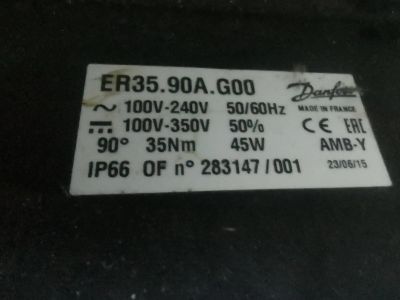 ER35.90A.G00
Danfoss
MADE IN FRANCE
~ 100V-240V 50/60Hz
⎓ 100V-350V 50% CE EAC
90° 35Nm 45W AMB-Y
IP66 OF n° 283147/001 23/06/15